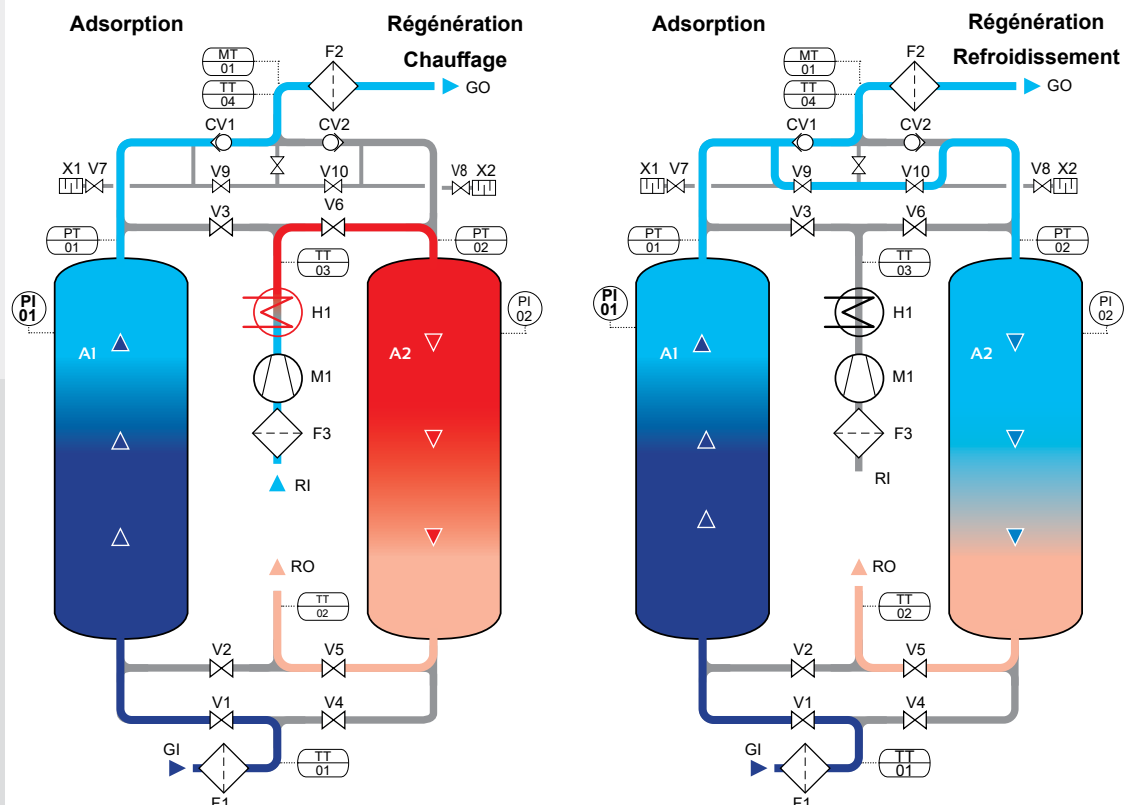 Adsorption
Régénération
Chauffage
F2
MT
01
TT
04
GO
CV1
CV2
X1 V7
V9
V10
V8 X2
V3
V6
PT
01
PT
02
TT
03
PI
01
PI
02
H1
A1
A2
M1
F3
RI
RO
TT
02
V2
V5
V1
V4
GI
TT
01
F1
Adsorption
Régénération
Refroidissement
F2
MT
01
TT
04
GO
CV1
CV2
X1 V7
V9
V10
V8 X2
V3
V6
PT
01
PT
02
TT
03
PI
01
PI
02
H1
A1
A2
M1
F3
RI
RO
TT
02
V2
V5
V1
V4
GI
TT
01
F1